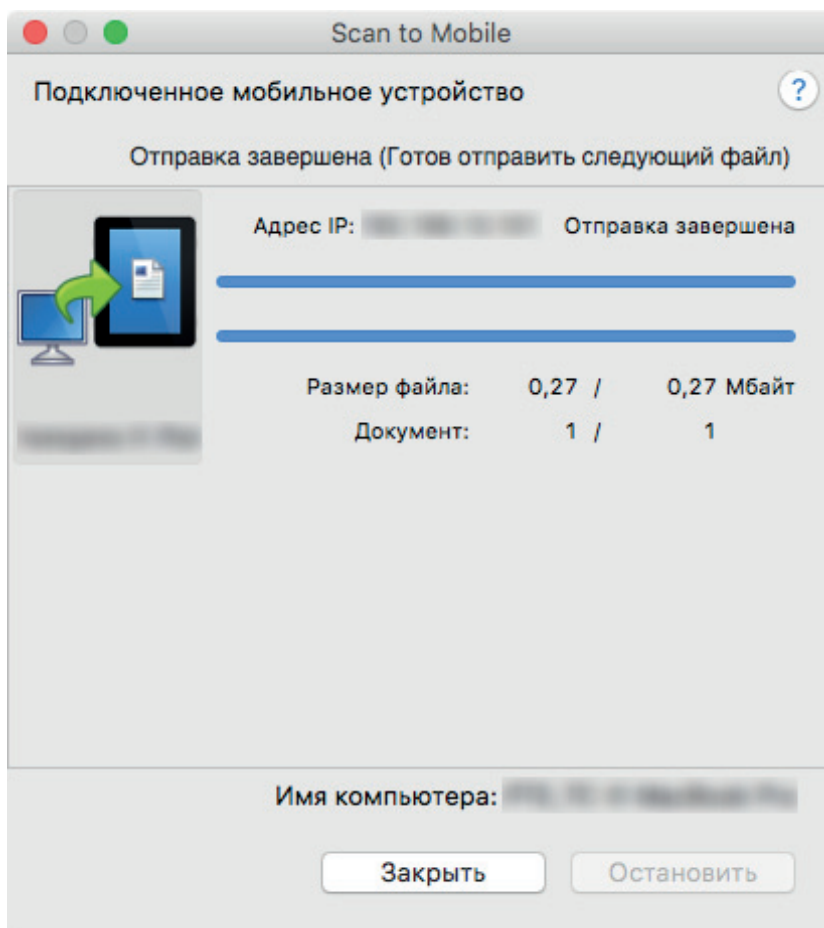 Scan to Mobile
Подключенное мобильное устройство
?
Отправка завершена (Готов отправить следующий файл)
Адрес IP: Отправка завершена
Размер файла: 0,27 / 0,27 Мбайт
Документ: 1 / 1
Имя компьютера:
Закрыть Остановить